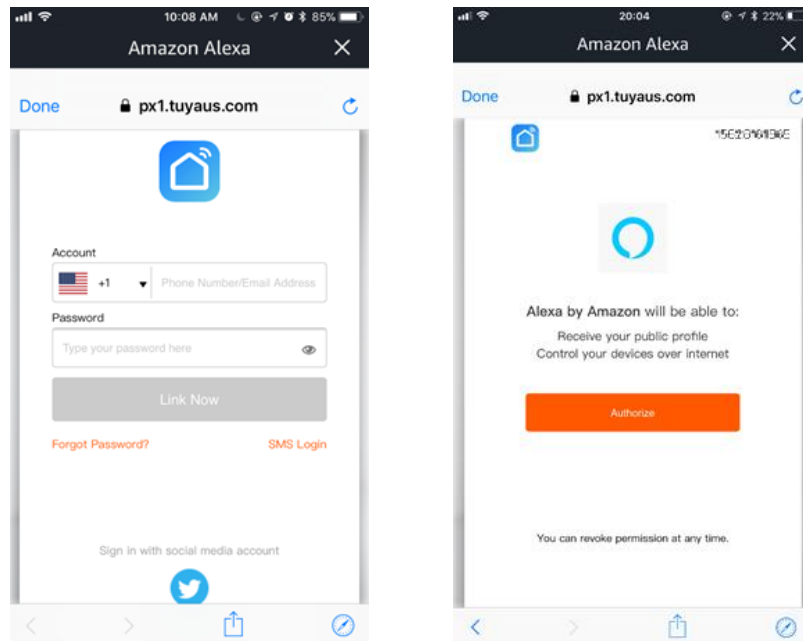 10:08 AM 85%
Amazon Alexa
Done px1.tuyaus.com
Account
+1 Phone Number/Email Address
Password
Type your password here
Link Now
Forgot Password? SMS Login
Sign in with social media account
20:04 22%
Amazon Alexa
Done px1.tuyaus.com
Alexa by Amazon will be able to:
Receive your public profile
Control your devices over internet
Authorize
You can revoke permission at any time.